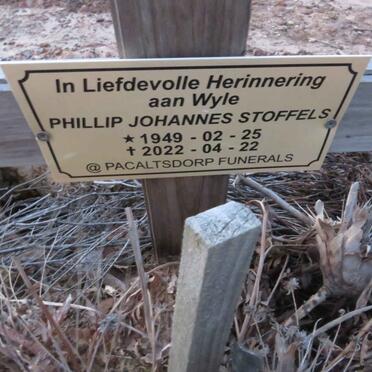 In Liefdevolle Herinnering
aan Wyle
PHILLIP JOHANNES STOFFELS
★ 1949 - 02 - 25
✝ 2022 - 04 - 22
@ PACALTSDORP FUNERALS